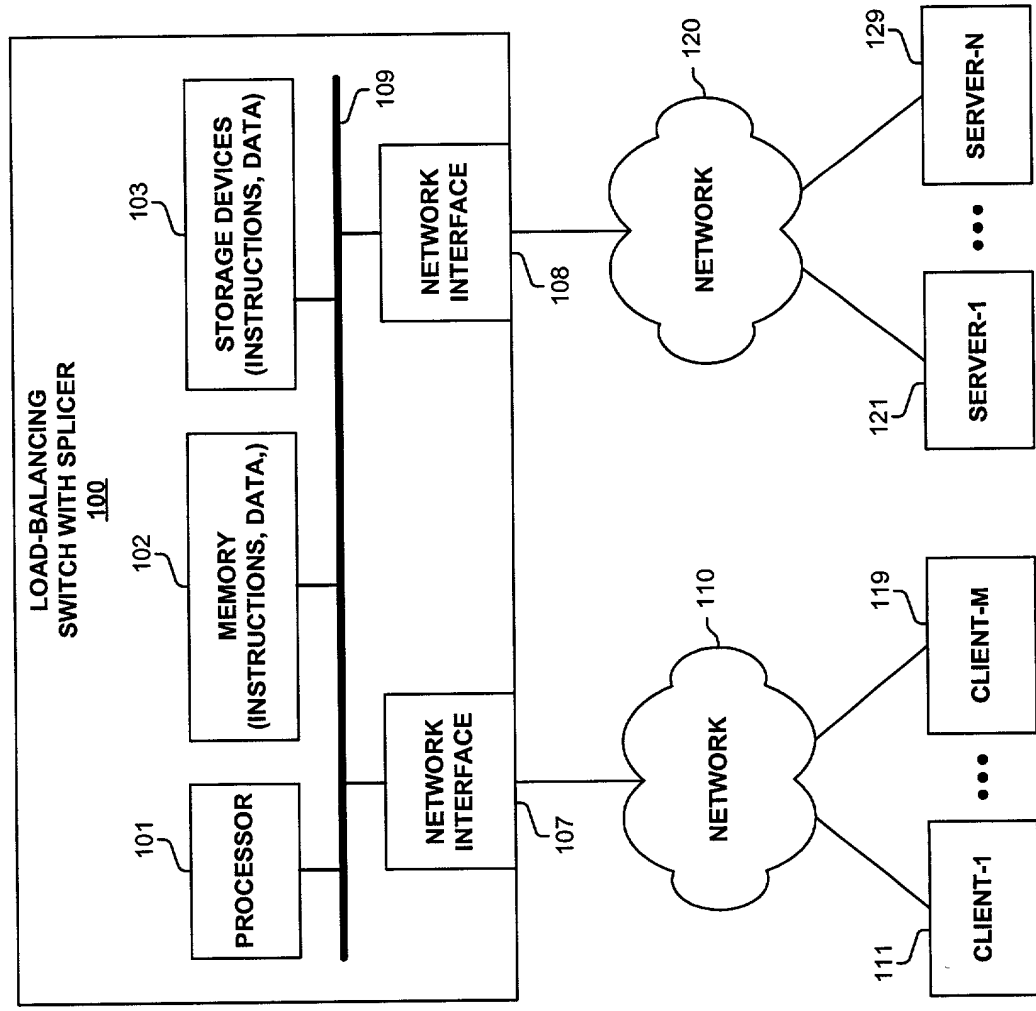 LOAD-BALANCING
SWITCH WITH SPLICER
100
101
PROCESSOR
102
MEMORY
(INSTRUCTIONS, DATA,)
103
STORAGE DEVICES
(INSTRUCTIONS, DATA)
109
NETWORK
INTERFACE
107
NETWORK
INTERFACE
108
NETWORK
110
NETWORK
120
111
CLIENT-1
•••
119
CLIENT-M
121
SERVER-1
•••
129
SERVER-N